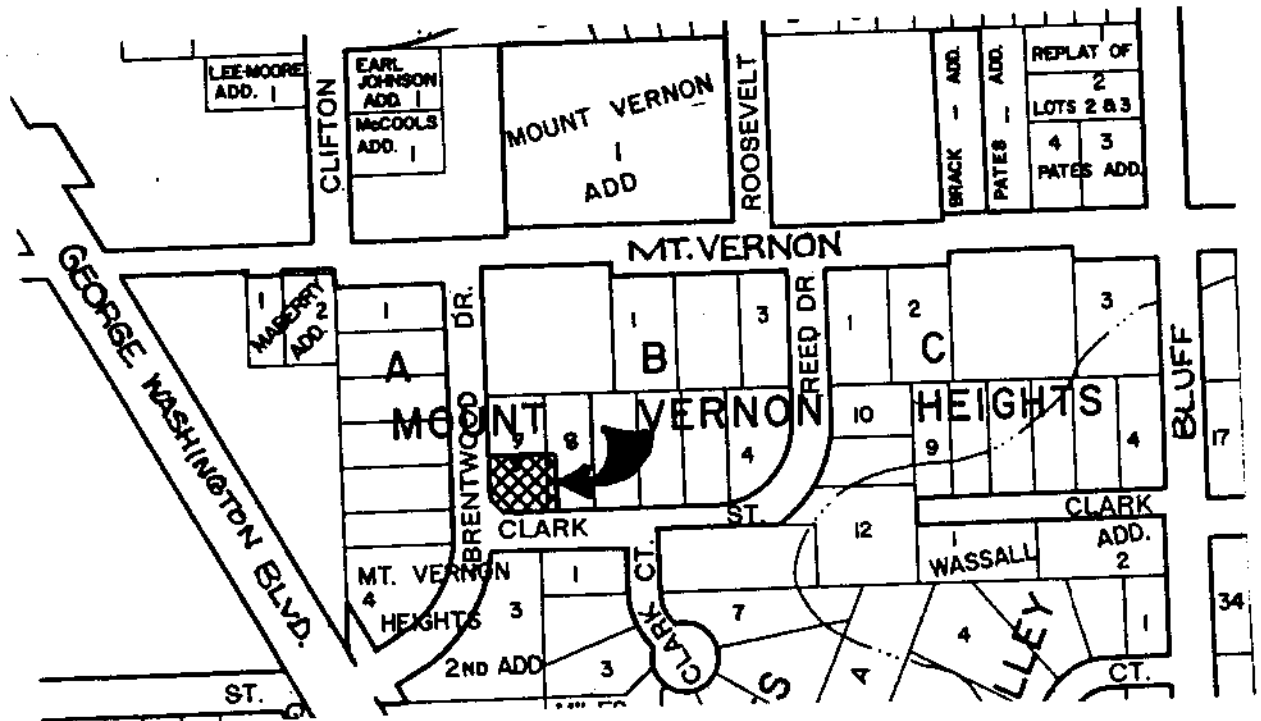 LEE-MOORE
ADD. 1
CLIFTON
EARL
JOHNSON
ADD. 1
McCOOLS
ADD.
1
MOUNT VERNON
1
ADD
ROOSEVELT
BRACK 1 ADD.
PATES 1 ADD.
REPLAT OF
2
LOTS 2 & 3
4 3
PATES ADD.
MT. VERNON
GEORGE WASHINGTON BLVD.
1
2
MABERRY
ADD.
1
A
BRENTWOOD DR.
1
B
3
REED DR.
1
2
C
3
BLUFF
MOUNT VERNON HEIGHTS
9
8
4
10
9
4
17
CLARK ST.
CLARK
CLARK CT.
12
1
WASSALL
ADD.
2
MT. VERNON
4
HEIGHTS
3
2ND ADD
1
3
7
4
1
34
LLEY
S
A
CT.
ST.
G